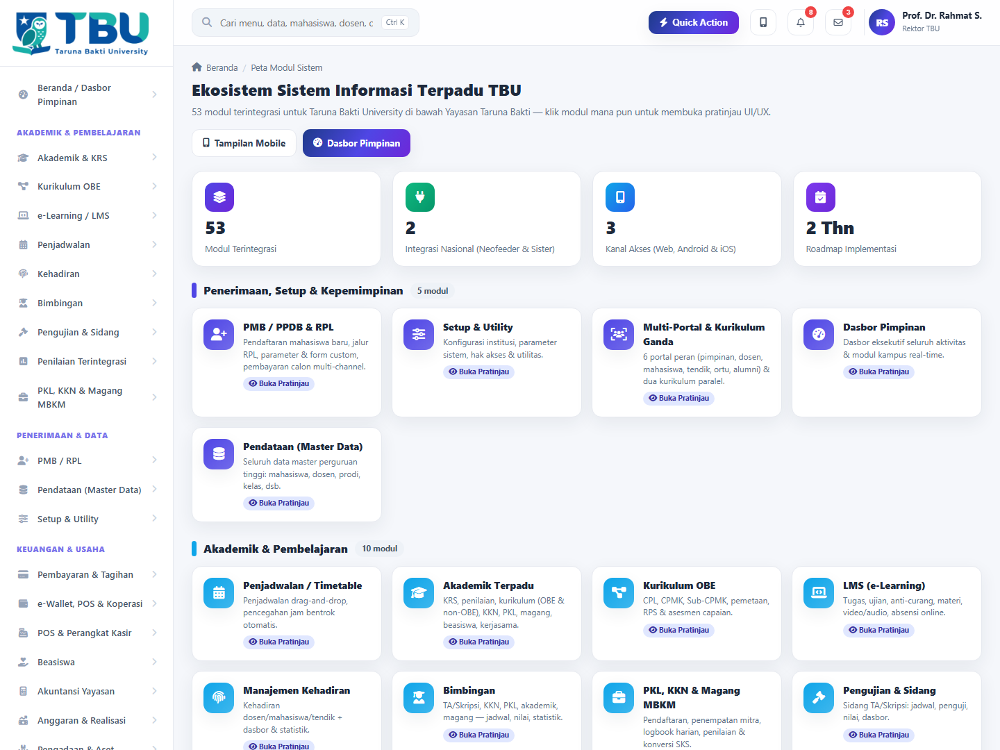 TBU
Taruna Bakti University
Cari menu, data, mahasiswa, dosen, c
Ctrl K
Quick Action
8
3
RS
Prof. Dr. Rahmat S.
Rektor TBU
Beranda / Dasbor
Pimpinan
AKADEMIK & PEMBELAJARAN
Akademik & KRS
Kurikulum OBE
e-Learning / LMS
Penjadwalan
Kehadiran
Bimbingan
Pengujian & Sidang
Penilaian Terintegrasi
PKL, KKN & Magang
MBKM
PENERIMAAN & DATA
PMB / RPL
Pendataan (Master Data)
Setup & Utility
KEUANGAN & USAHA
Pembayaran & Tagihan
e-Wallet, POS & Koperasi
POS & Perangkat Kasir
Beasiswa
Akuntansi Yayasan
Anggaran & Realisasi
Pengadaan & Aset
Beranda / Peta Modul Sistem
Ekosistem Sistem Informasi Terpadu TBU
53 modul terintegrasi untuk Taruna Bakti University di bawah Yayasan Taruna Bakti — klik modul mana pun untuk membuka pratinjau UI/UX.
Tampilan Mobile
Dasbor Pimpinan
53
Modul Terintegrasi
2
Integrasi Nasional (Neofeeder & Sister)
3
Kanal Akses (Web, Android & iOS)
2 Thn
Roadmap Implementasi
Penerimaan, Setup & Kepemimpinan
5 modul
PMB / PPDB & RPL
Pendaftaran mahasiswa baru, jalur
RPL, parameter & form custom,
pembayaran calon multi-channel.
Buka Pratinjau
Setup & Utility
Konfigurasi institusi, parameter
sistem, hak akses & utilitas.
Buka Pratinjau
Multi-Portal & Kurikulum
Ganda
6 portal peran (pimpinan, dosen,
mahasiswa, tendik, ortu, alumni) &
dua kurikulum paralel.
Buka Pratinjau
Dasbor Pimpinan
Dasbor eksekutif seluruh aktivitas
& modul kampus real-time.
Buka Pratinjau
Pendataan (Master Data)
Seluruh data master perguruan
tinggi: mahasiswa, dosen, prodi,
kelas, dsb.
Buka Pratinjau
Akademik & Pembelajaran
10 modul
Penjadwalan / Timetable
Penjadwalan drag-and-drop,
pencegahan jam bentrok
otomatis.
Buka Pratinjau
Akademik Terpadu
KRS, penilaian, kurikulum (OBE &
non-OBE), KKN, PKL, magang,
beasiswa, kerjasama.
Buka Pratinjau
Kurikulum OBE
CPL, CPMK, Sub-CPMK, pemetaan,
RPS & asesmen capaian.
Buka Pratinjau
LMS (e-Learning)
Tugas, ujian, anti-curang, materi,
video/audio, absensi online.
Buka Pratinjau
Manajemen Kehadiran
Kehadiran
dosen/mahasiswa/tendik +
dasbor & statistik.
Buka Pratinjau
Bimbingan
TA/Skripsi, KKN, PKL, akademik,
magang — jadwal, nilai, statistik.
Buka Pratinjau
PKL, KKN & Magang
MBKM
Pendaftaran, penempatan mitra,
logbook harian, penilaian &
konversi SKS.
Pengujian & Sidang
Sidang TA/Skripsi: jadwal, penguji,
nilai, dasbor.
Buka Pratinjau